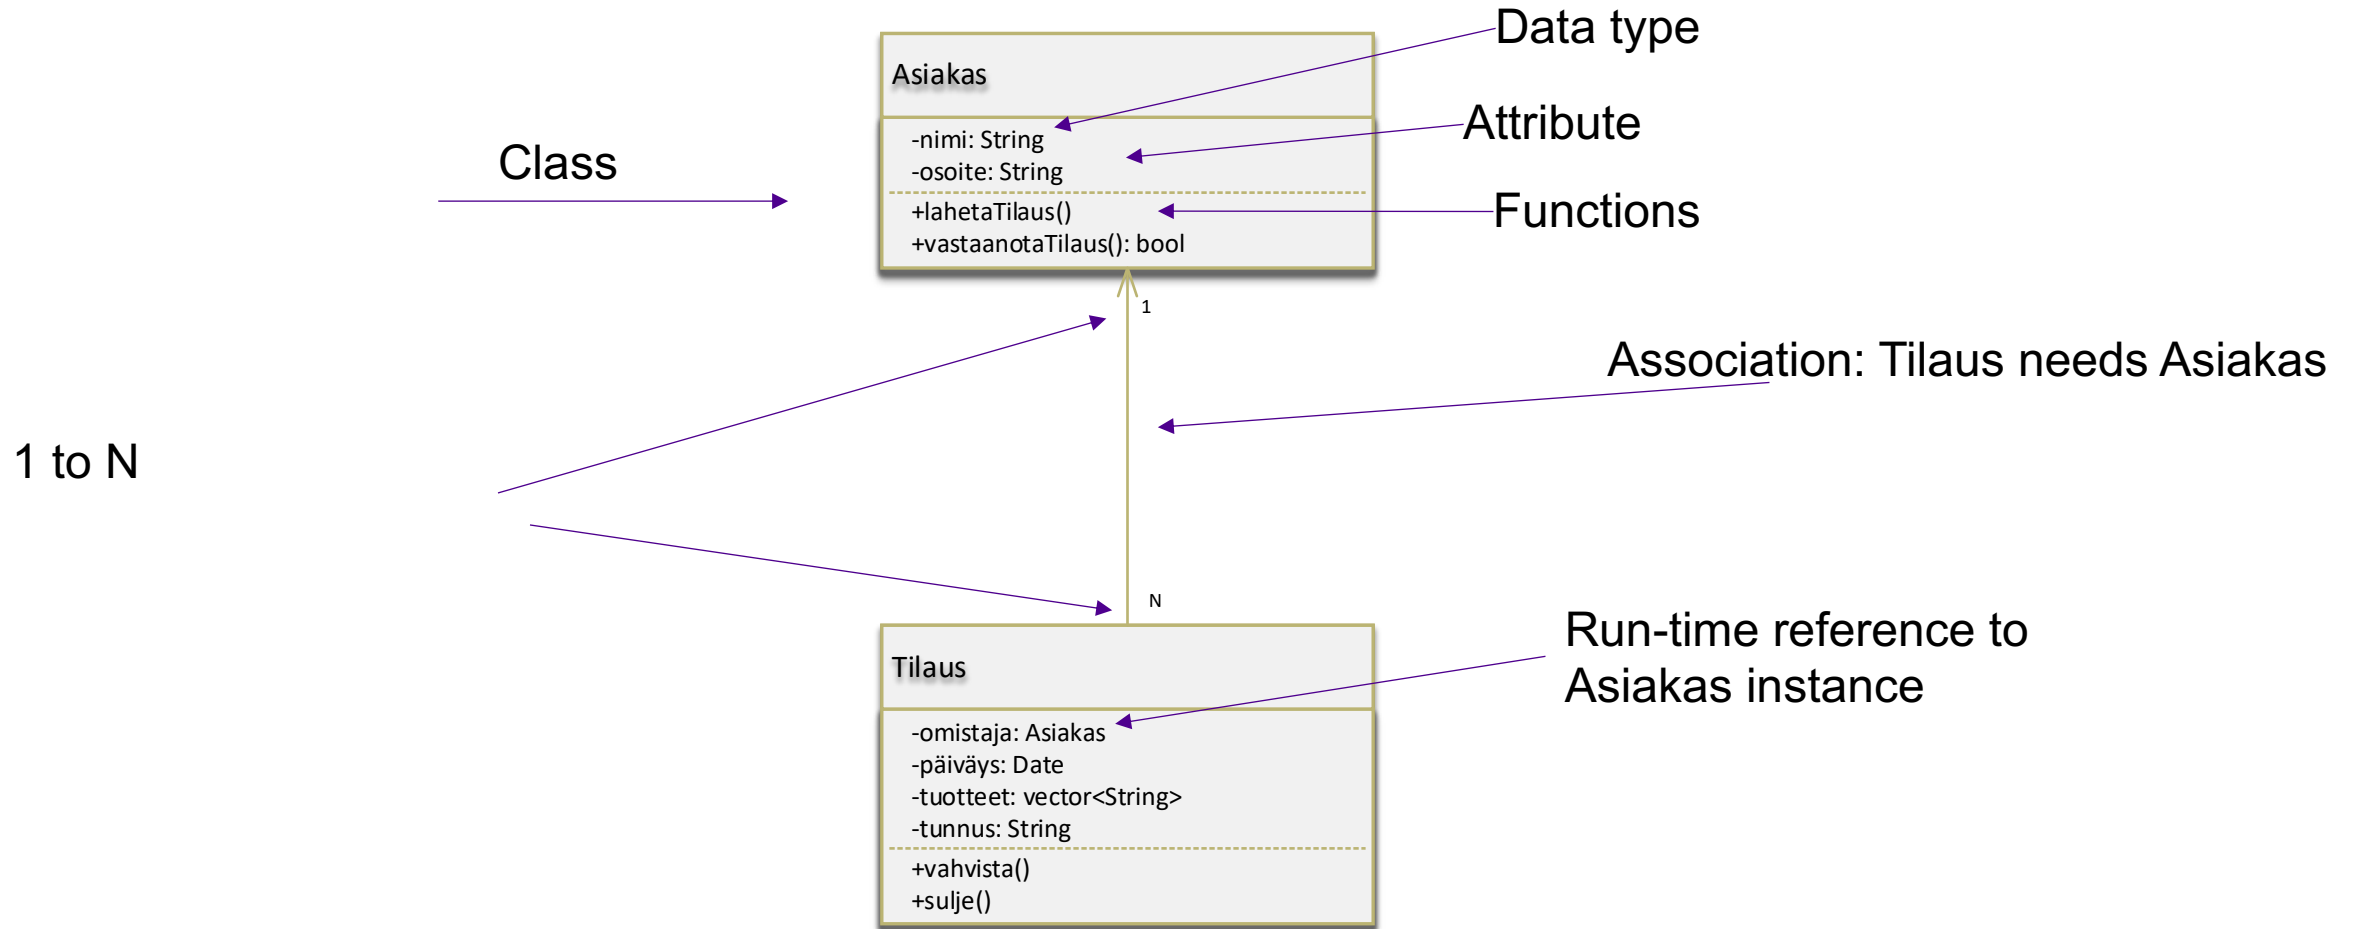 Data type
Asiakas
Attribute
-nimi: String
Class
-osoite: String
+lahetaTilaus()
Functions
+vastaanotaTilaus(): bool
1
Association: Tilaus needs Asiakas
1 to N
N
Run-time reference to
Asiakas instance
Tilaus
-omistaja: Asiakas
-päiväys: Date
-tuotteet: vector<String>
-tunnus: String
+vahvista()
+sulje()